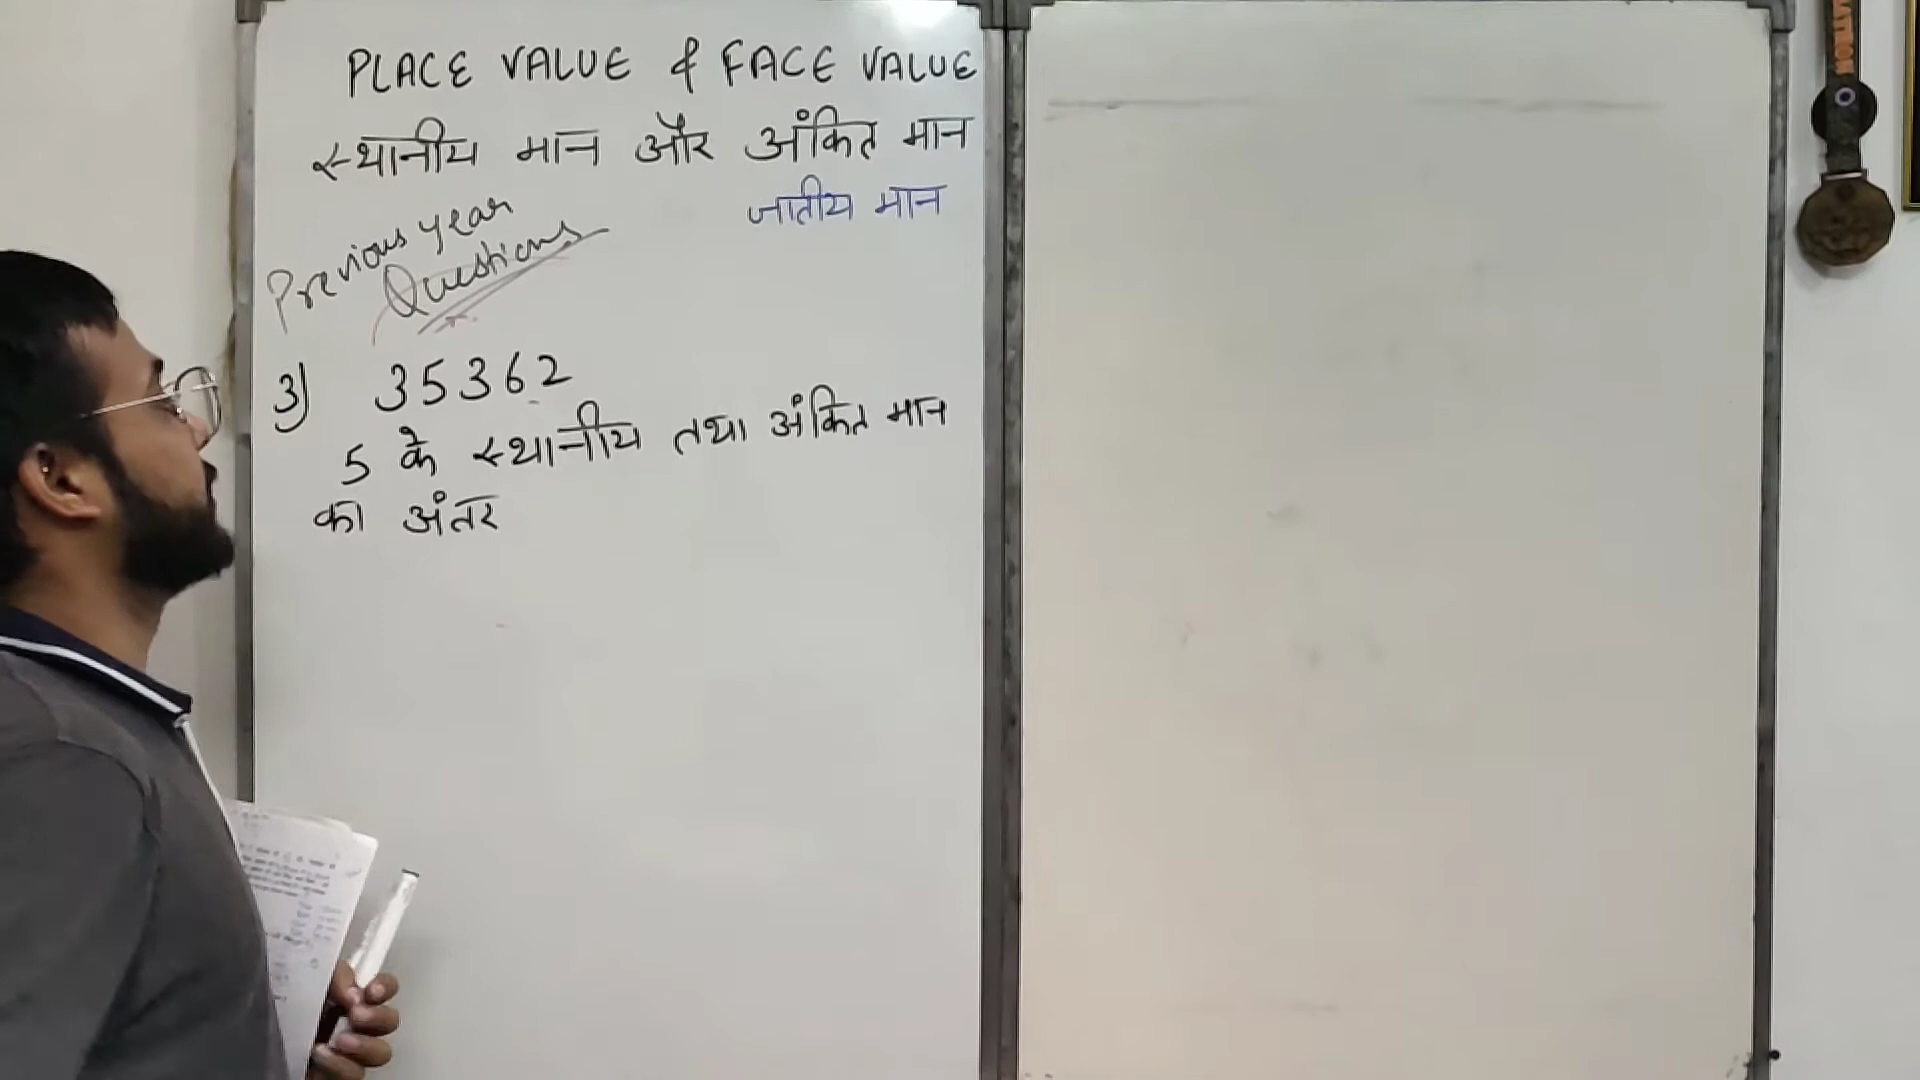 PLACE VALUE & FACE VALUE
स्थानीय मान और अंकित मान
जातीय मान
Previous year
Questions
3) 35362
5 के स्थानीय तथा अंकित मान
का अंतर